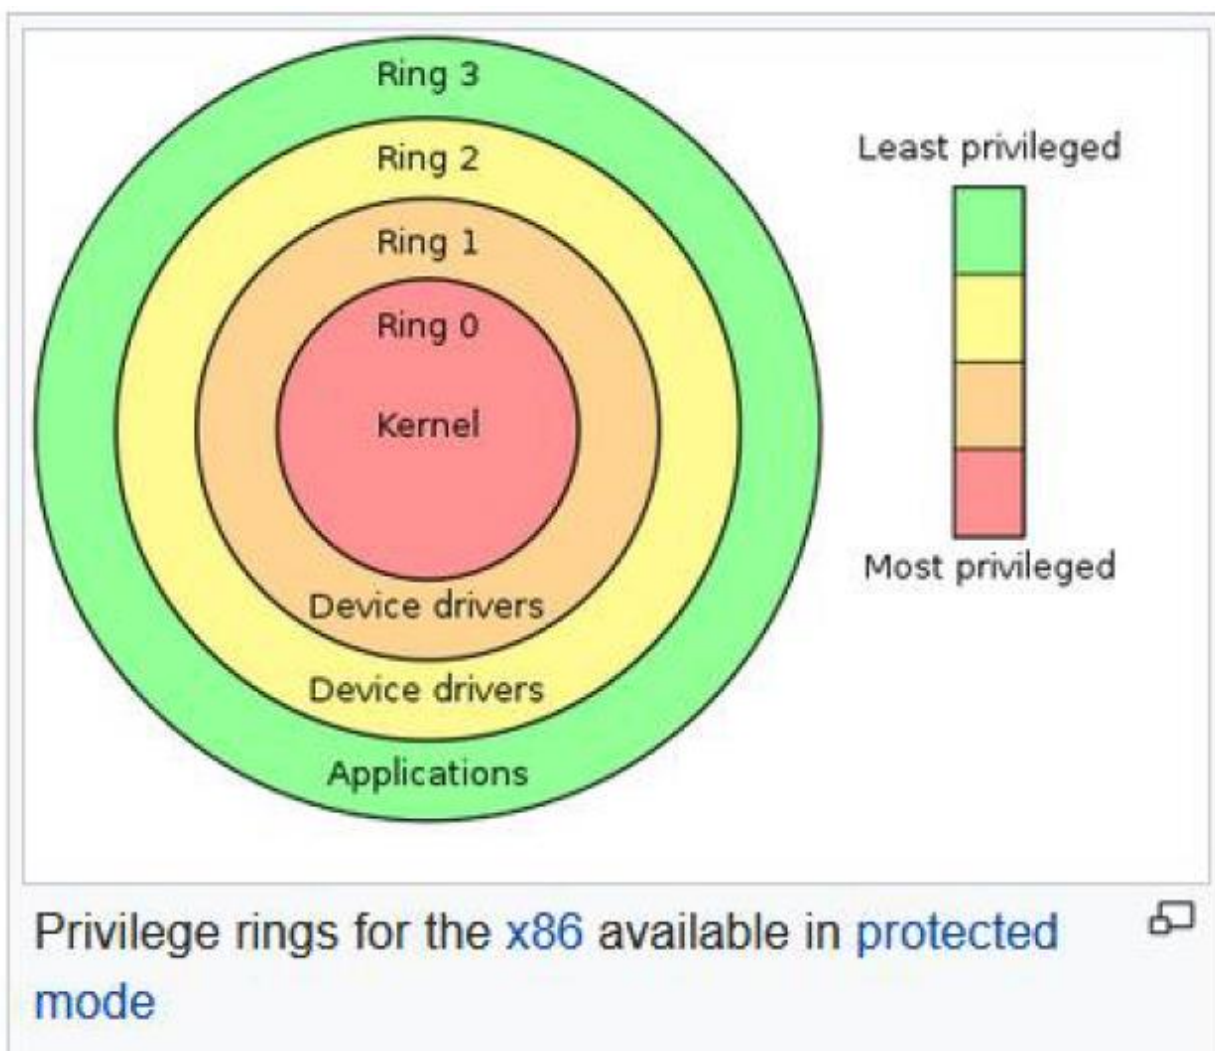 Ring 3
Ring 2
Ring 1
Ring 0
Kernel
Device drivers
Device drivers
Applications
Least privileged
Most privileged
Privilege rings for the x86 available in protected
mode